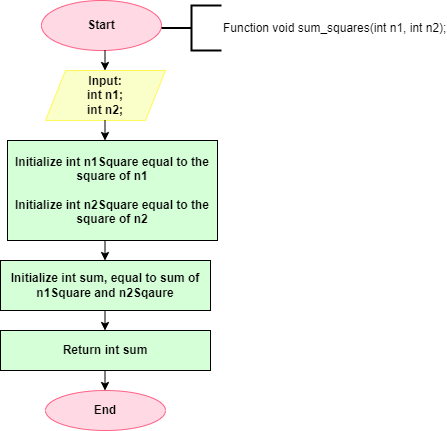 Start
Function void sum_squares(int n1, int n2);
Input:
int n1;
int n2;
Initialize int n1Square equal to the
square of n1
Initialize int n2Square equal to the
square of n2
Initialize int sum, equal to sum of
n1Square and n2Sqaure
Return int sum
End